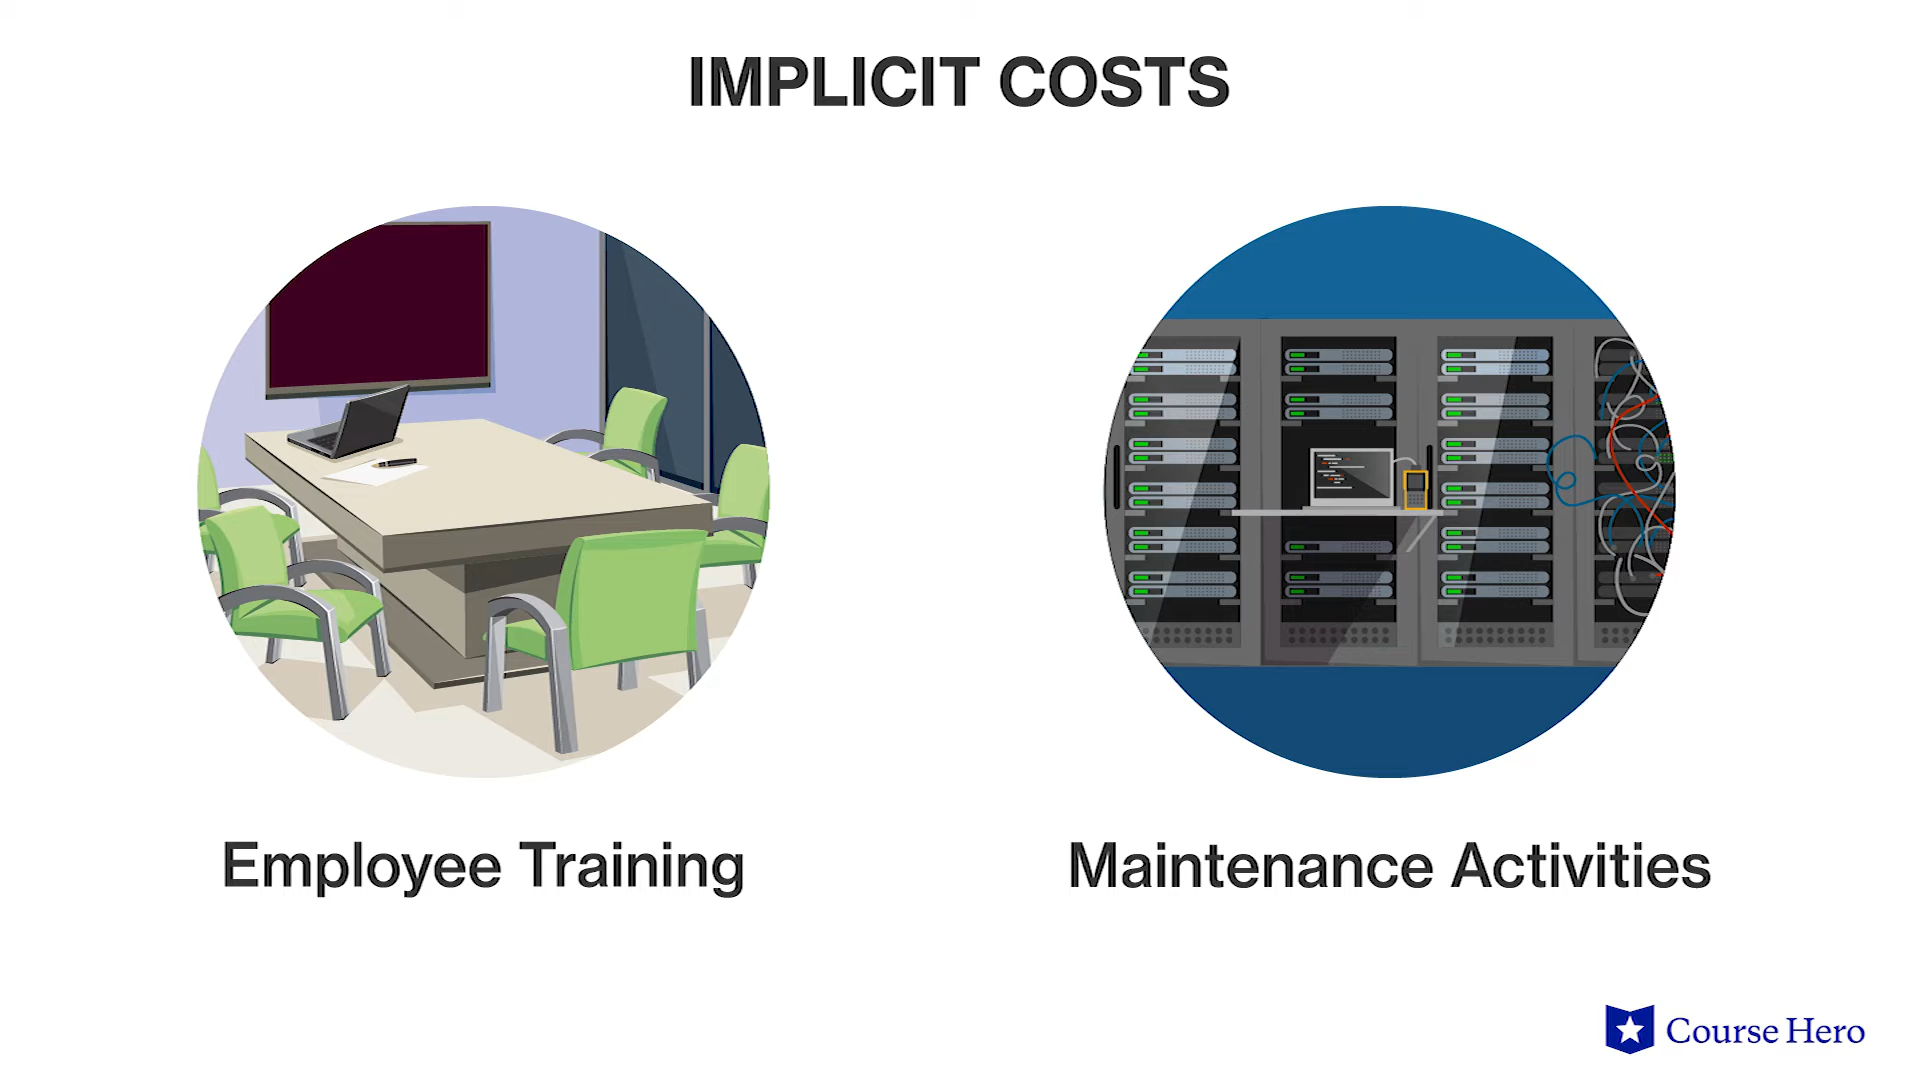 IMPLICIT COSTS
Employee Training
Maintenance Activities
Course Hero